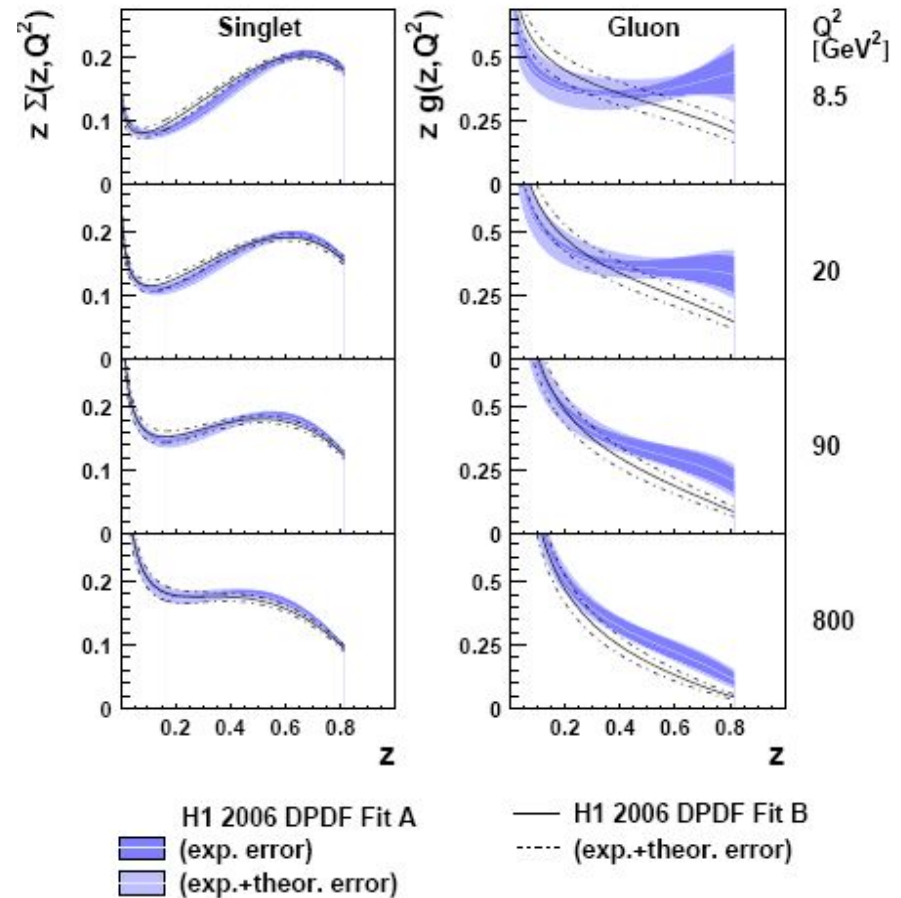 Singlet
Gluon
Q²
[GeV²]
z Σ(z,Q²)
z g(z,Q²)
0.2
0.1
0
0.5
0.25
0
8.5
0.2
0.1
0
0.5
0.25
0
20
0.2
0.1
0
0.5
0.25
0
90
0.2
0.1
0.5
0.25
0
800
0.2 0.4 0.6 0.8
0.2 0.4 0.6 0.8
z
z
H1 2006 DPDF Fit A
(exp. error)
(exp.+theor. error)
H1 2006 DPDF Fit B
(exp.+theor. error)